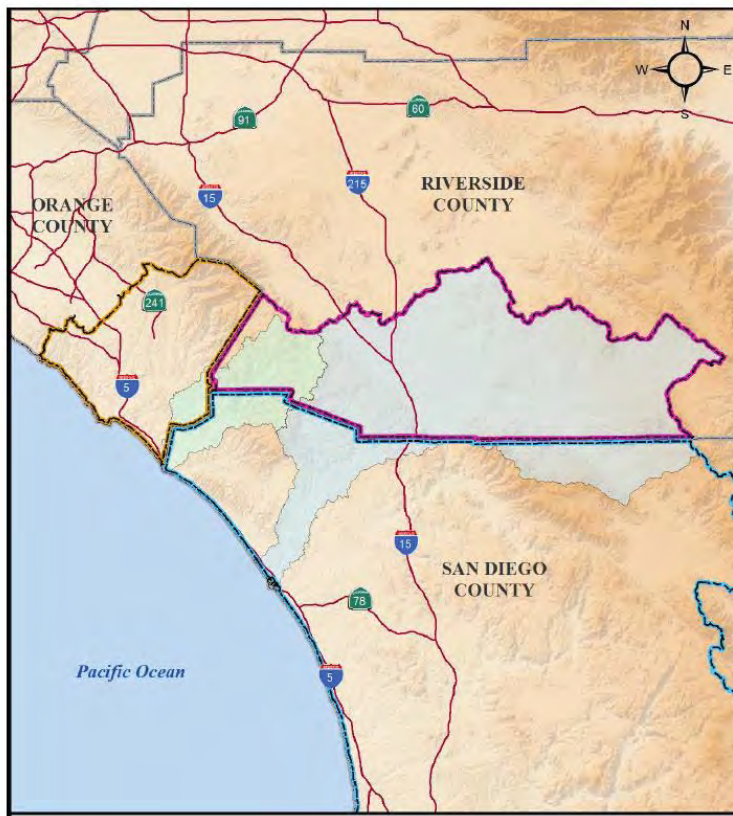 N
W E
S
91
60
15
215
ORANGE
COUNTY
RIVERSIDE
COUNTY
241
5
15
SAN DIEGO
COUNTY
78
Pacific Ocean
5